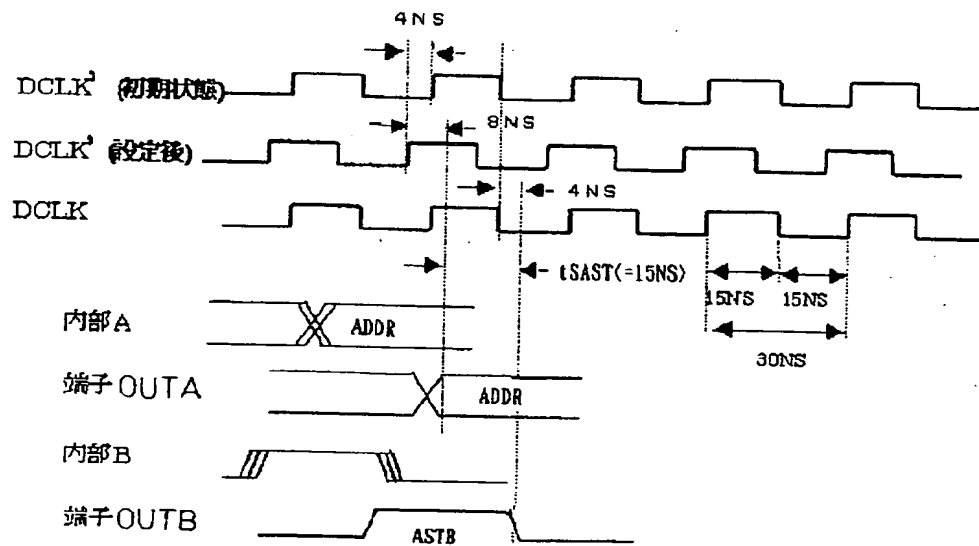 4NS
DCLK' (初期状態)
8NS
DCLK' (設定後)
4NS
DCLK
tSAST(=15NS)
15NS 15NS
30NS
内部A
ADDR
端子OUTA
ADDR
内部B
端子OUTB
ASTB